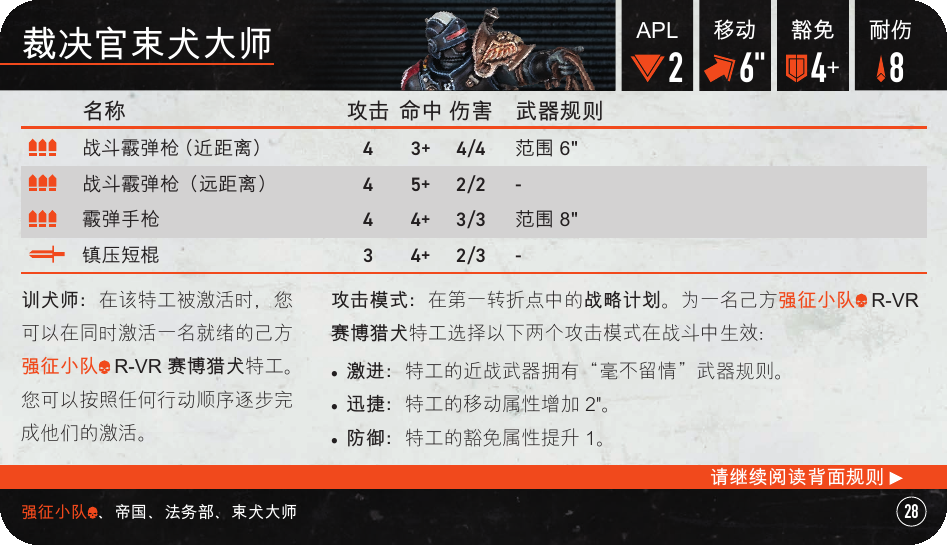 裁决官束犬大师
APL 移动 豁免 耐伤
2 6" 4+ 8
名称 攻击 命中 伤害 武器规则
战斗霰弹枪（近距离） 4 3+ 4/4 范围 6"
战斗霰弹枪（远距离） 4 5+ 2/2 -
霰弹手枪 4 4+ 3/3 范围 8"
镇压短棍 3 4+ 2/3 -
训犬师：在该特工被激活时，您
可以在同时激活一名就绪的己方
强征小队 R-VR 赛博猎犬特工。
您可以按照任何行动顺序逐步完
成他们的激活。
攻击模式：在第一转折点中的战略计划。为一名己方强征小队 R-VR
赛博猎犬特工选择以下两个攻击模式在战斗中生效:
• 激进：特工的近战武器拥有“毫不留情”武器规则。
• 迅捷：特工的移动属性增加 2"。
• 防御：特工的豁免属性提升 1。
请继续阅读背面规则 ▶
强征小队、帝国、法务部、束犬大师
28